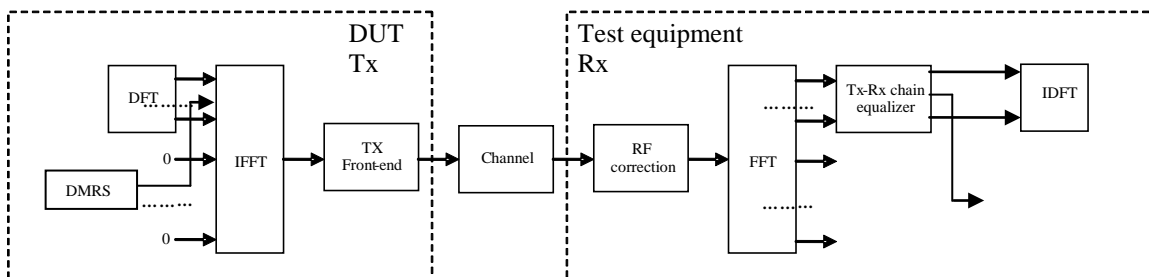 DUT
Tx
DFT
.........
0
DMRS
.........
0
IFFT
TX
Front-end
Channel
Test equipment
Rx
RF
correction
FFT
.........
.........
Tx-Rx chain
equalizer
IDFT